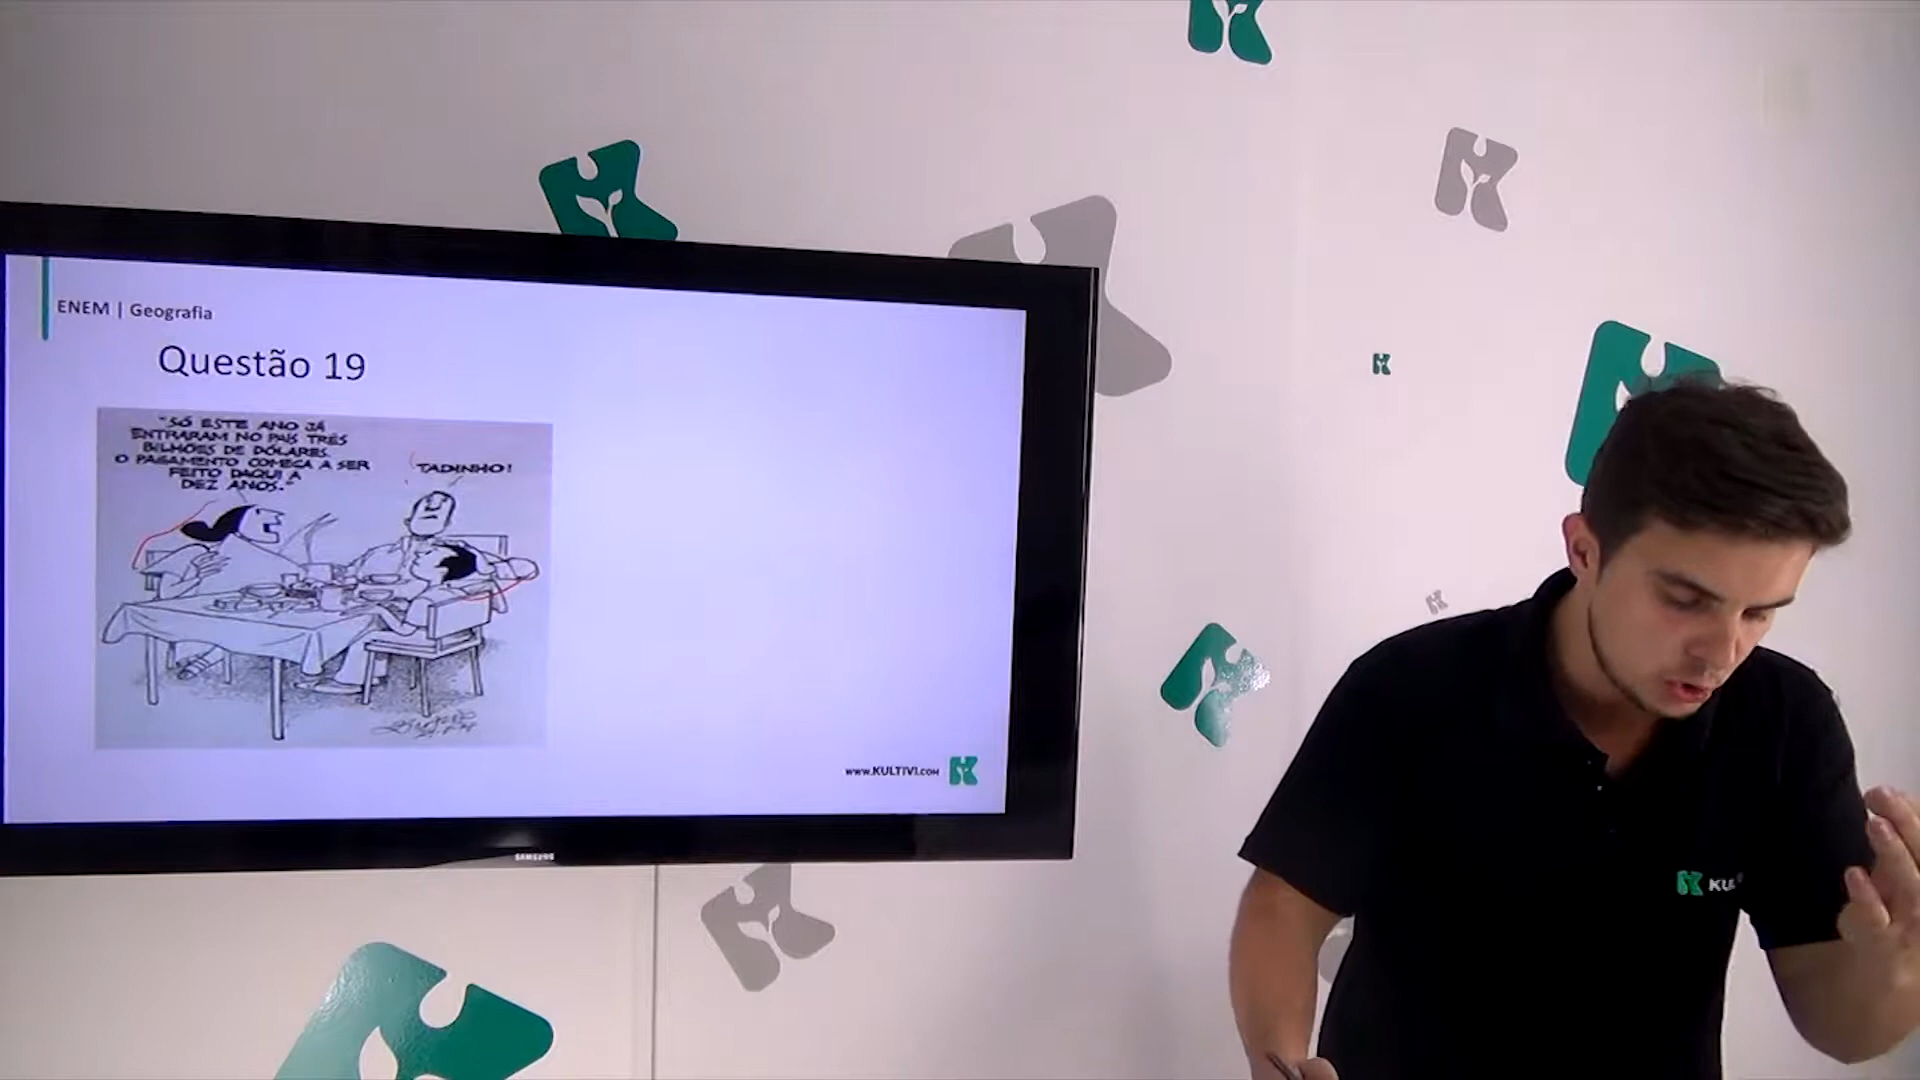 ENEM | Geografia
Questão 19
"SÓ ESTE ANO JÁ
ENTRARAM NO PAÍS TRÊS
BILHÕES DE DÓLARES.
O PAGAMENTO COMEÇA A SER
FEITO DAQUI A
DEZ ANOS."
TADINHO!
www.KULTIVI.COM
SAMSUNG